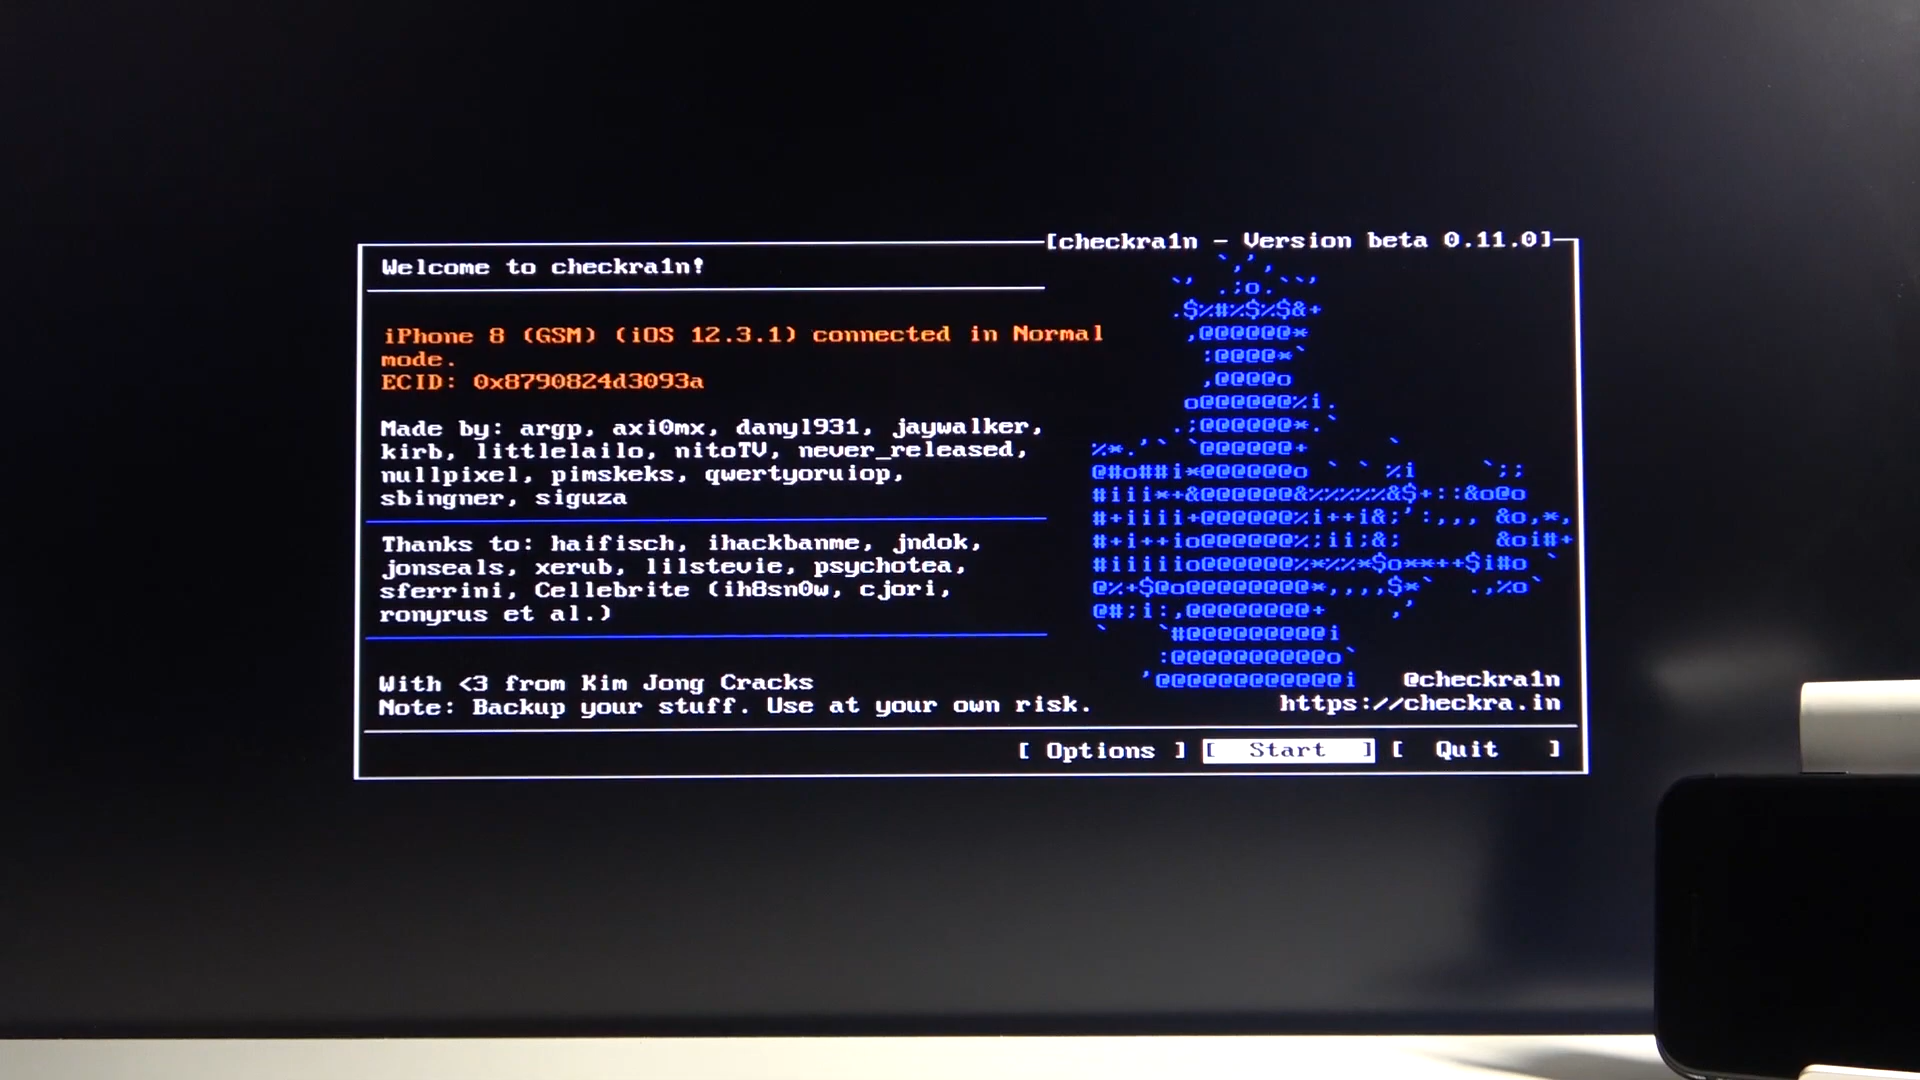 [checkra1n - Version beta 0.11.0]
Welcome to checkra1n!
iPhone 8 (GSM) (iOS 12.3.1) connected in Normal
mode.
ECID: 0x8790824d3093a
Made by: argp, axi0mx, danyl931, jaywalker,
kirb, littlelailo, nitoTV, never_released,
nullpixel, pimskeks, qwertyoruiop,
sbingner, siguza
Thanks to: haifisch, ihackbanme, jndok,
jonseals, xerub, lilstevie, psychotea,
sferrini, Cellebrite (ih8sn0w, cjori,
ronyrus et al.)
With <3 from Kim Jong Cracks
Note: Backup your stuff. Use at your own risk.
@checkra1n
https://checkra.in
[ Options ] [ Start ] [ Quit ]